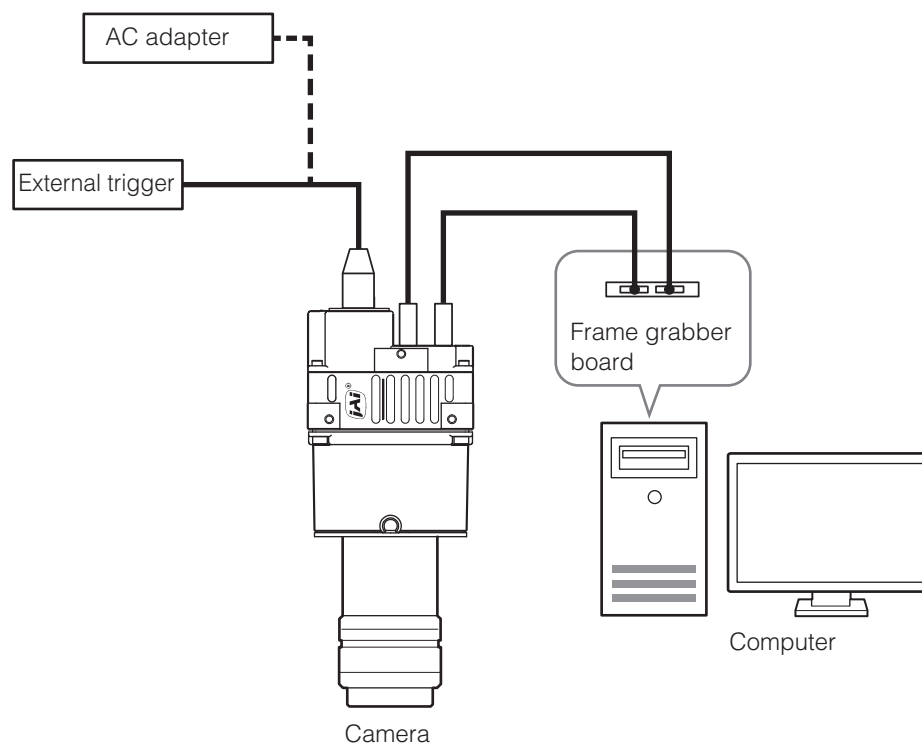 AC adapter
External trigger
Frame grabber
board
JAI®
Computer
Camera